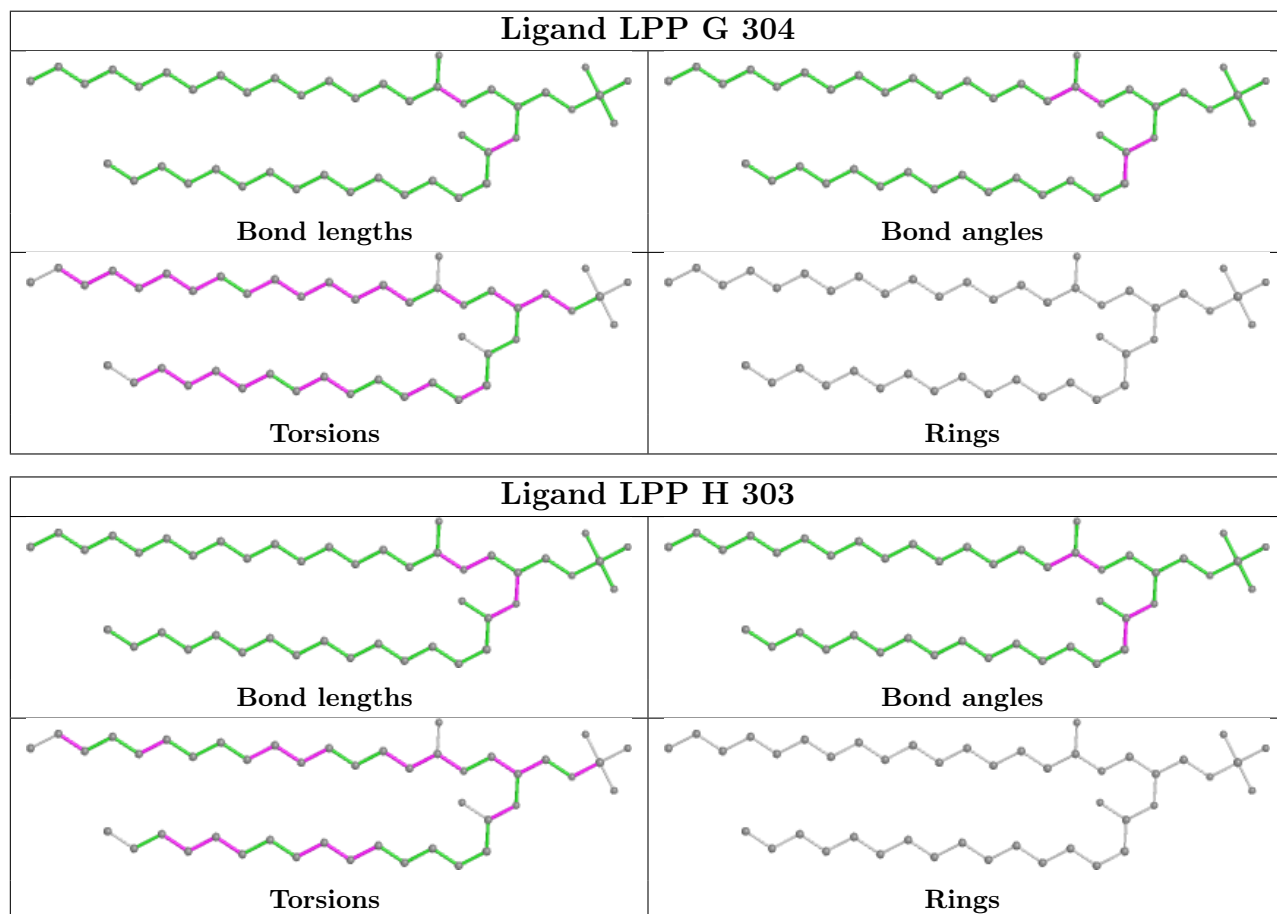 Ligand LPP G 304
Bond lengths
Bond angles
Torsions
Rings
Ligand LPP H 303
Bond lengths
Bond angles
Torsions
Rings